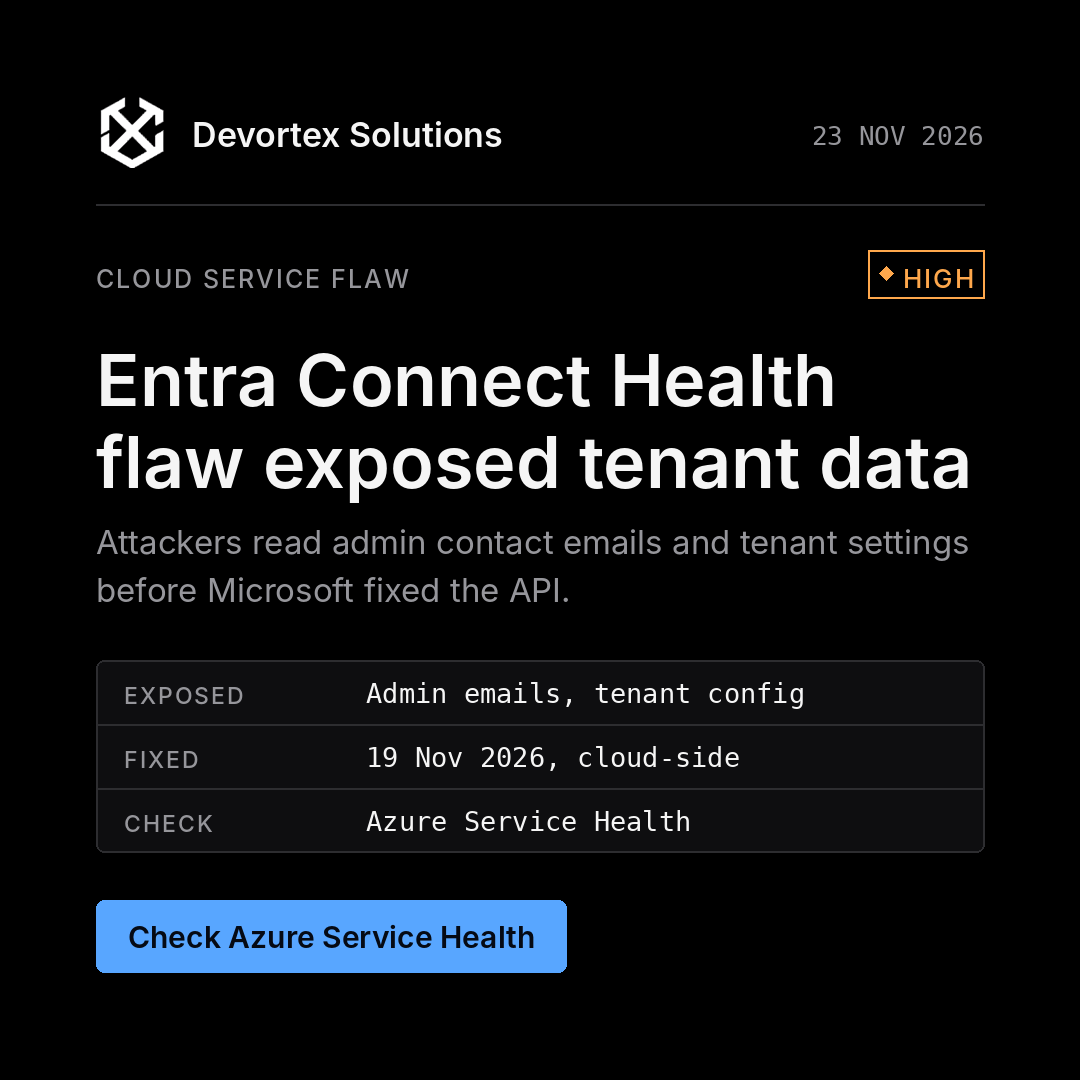 Devortex Solutions
23 NOV 2026
CLOUD SERVICE FLAW
HIGH
Entra Connect Health
flaw exposed tenant data
Attackers read admin contact emails and tenant settings
before Microsoft fixed the API.
EXPOSED Admin emails, tenant config
FIXED 19 Nov 2026, cloud-side
CHECK Azure Service Health
Check Azure Service Health